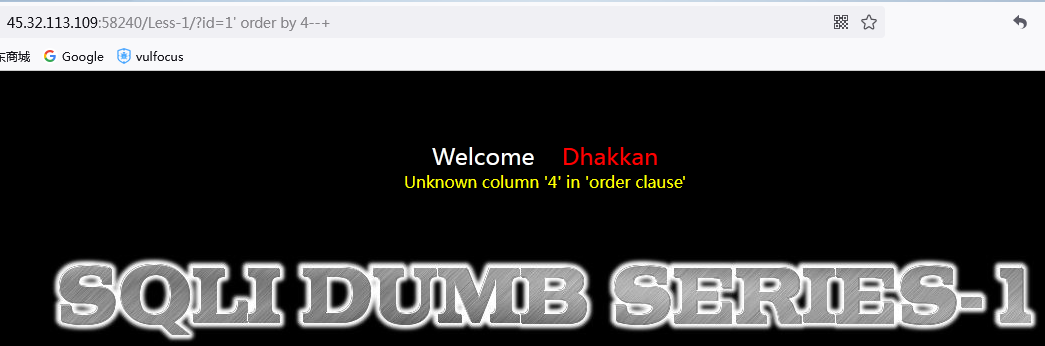 45.32.113.109:58240/Less-1/?id=1' order by 4--+
东商城 Google vulfocus
Welcome Dhakkan
Unknown column '4' in 'order clause'
SQLI DUMB SERIES-1